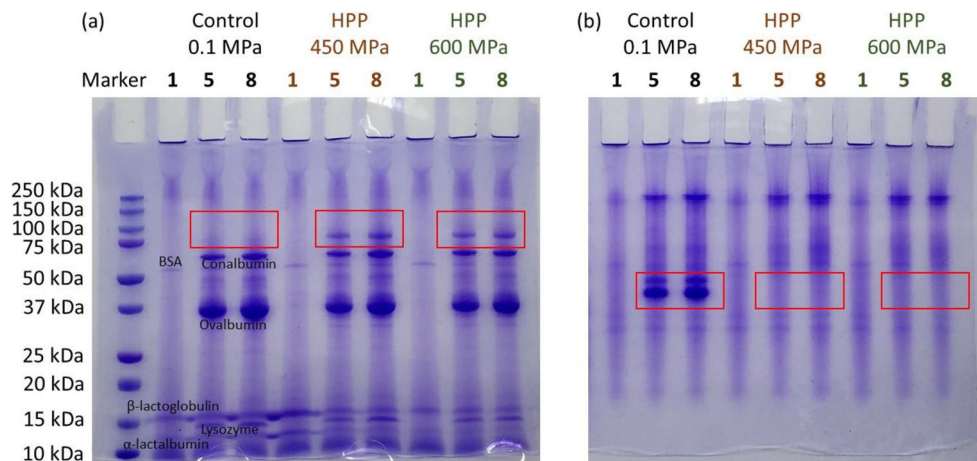 (a) Control HPP HPP (b) Control HPP HPP
0.1 MPa 450 MPa 600 MPa 0.1 MPa 450 MPa 600 MPa
Marker 1 5 8 1 5 8 1 5 8 1 5 8 1 5 8 1 5 8
250 kDa
150 kDa
100 kDa
75 kDa
BSA Conalbumin
50 kDa
37 kDa
Ovalbumin
25 kDa
20 kDa
β-lactoglobulin
15 kDa
Lysozyme
α-lactalbumin
10 kDa